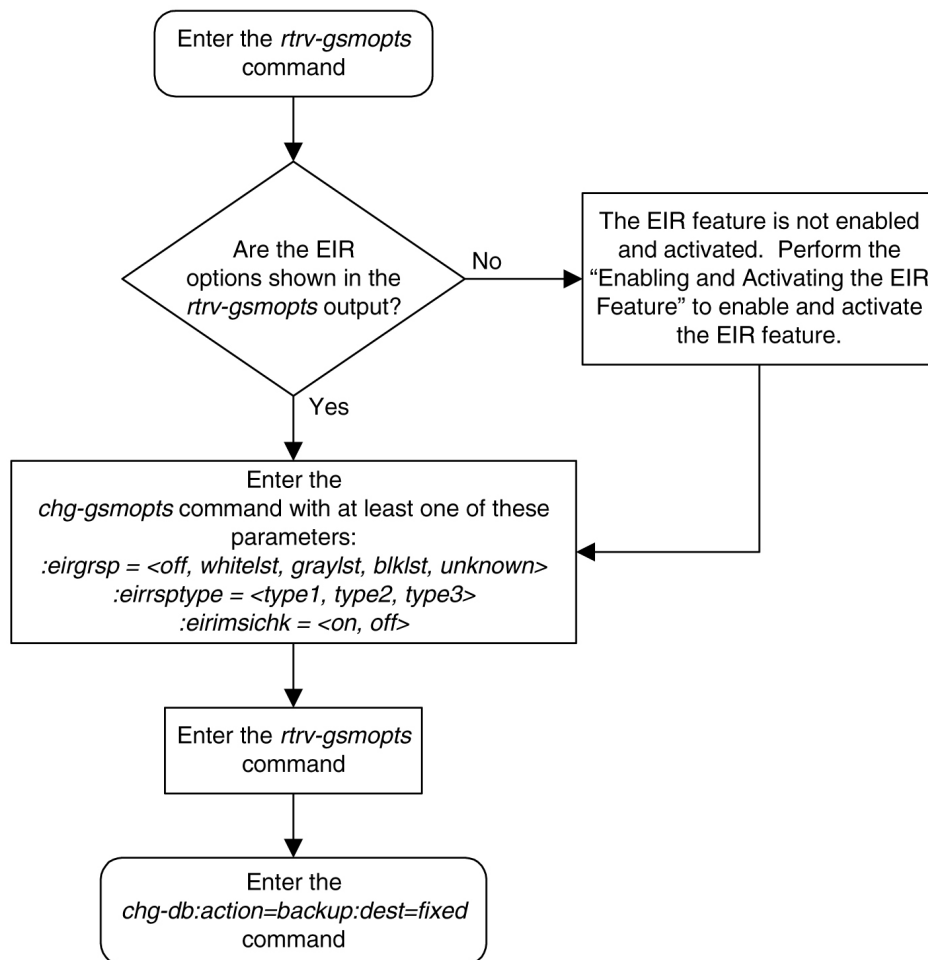 Enter the rtrv-gsmopts
command
Are the EIR
options shown in the
rtrv-gsmopts output?
No
The EIR feature is not enabled
and activated. Perform the
“Enabling and Activating the EIR
Feature” to enable and activate
the EIR feature.
Yes
Enter the
chg-gsmopts command with at least one of these
parameters:
:eirgrsp = <off, whitelst, graylst, blklst, unknown>
:eirrsptype = <type1, type2, type3>
:eirimsichk = <on, off>
Enter the rtrv-gsmopts
command
Enter the
chg-db:action=backup:dest=fixed
command